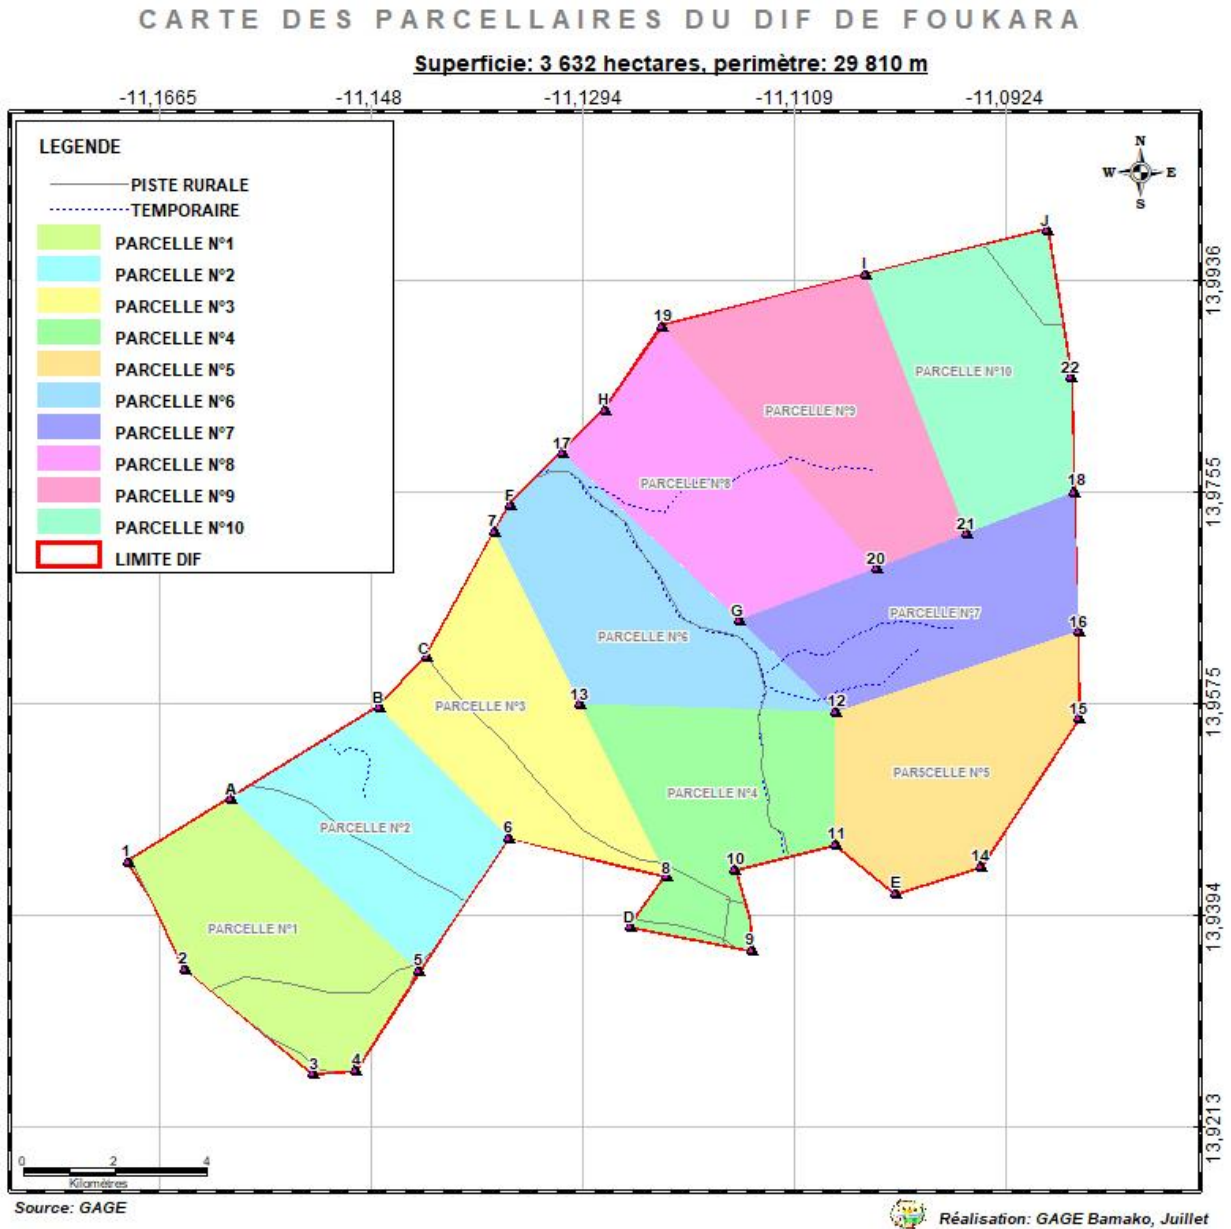 CARTE DES PARCELLAIRES DU DIF DE FOUKARA
Superficie: 3 632 hectares, perimètre: 29 810 m
-11,1665 -11,148 -11,1294 -11,1109 -11,0924
LEGENDE
PISTE RURALE
TEMPORAIRE
PARCELLE N°1
PARCELLE N°2
PARCELLE N°3
PARCELLE N°4
PARCELLE N°5
PARCELLE N°6
PARCELLE N°7
PARCELLE N°8
PARCELLE N°9
PARCELLE N°10
LIMITE DIF
N
W E
S
J
I
13,9936
19
22
PARCELLE N°10
H
PARCELLE N°9
17
PARCELLE N°8
18
13,9755
F
7
21
20
G
PARCELLE N°7
16
PARCELLE N°6
C
B
13
PARCELLE N°3
12
15
13,9575
PARSCELLE N°5
A
PARCELLE N°4
PARCELLE N°2
6
11
1
8
10
14
E
D
13,9394
PARCELLE N°1
9
2
5
3
4
13,9213
0 2 4
Kilomèires
Source: GAGE
Réalisation: GAGE Bamako, Juillet